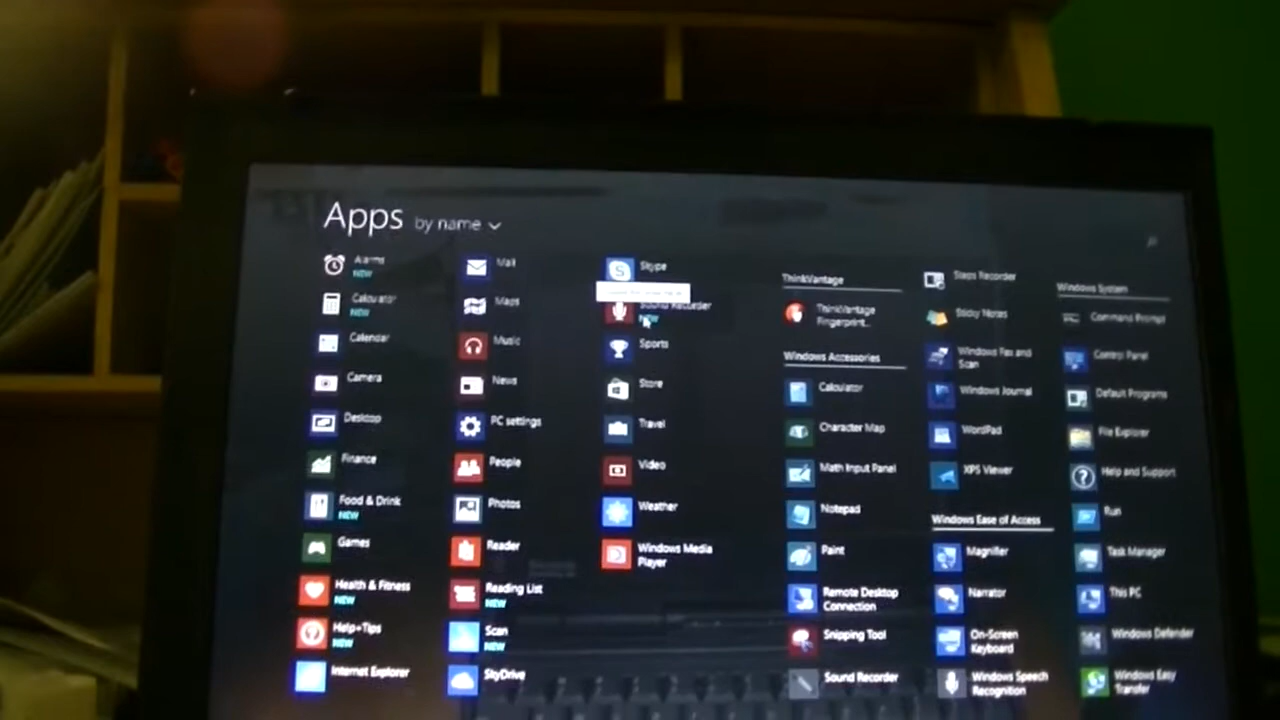 Apps by name
Alarms
NEW
Calculator
NEW
Calendar
Camera
Desktop
Finance
Food & Drink
NEW
Games
Health & Fitness
NEW
Help+Tips
NEW
Internet Explorer
Mail
Maps
Music
News
PC settings
People
Photos
Reader
Reading List
NEW
Scan
NEW
SkyDrive
Skype
Sound Recorder
NEW
Sports
Store
Travel
Video
Weather
Windows Media
Player
ThinkVantage
ThinkVantage
Fingerprint...
Windows Accessories
Calculator
Character Map
Math Input Panel
Notepad
Paint
Remote Desktop
Connection
Snipping Tool
Sound Recorder
Steps Recorder
Sticky Notes
Windows Fax and
Scan
Windows Journal
WordPad
XPS Viewer
Windows Ease of Access
Magnifier
Narrator
On-Screen
Keyboard
Windows Speech
Recognition
Windows System
Command Prompt
Control Panel
Default Programs
File Explorer
Help and Support
Run
Task Manager
This PC
Windows Defender
Windows Easy
Transfer